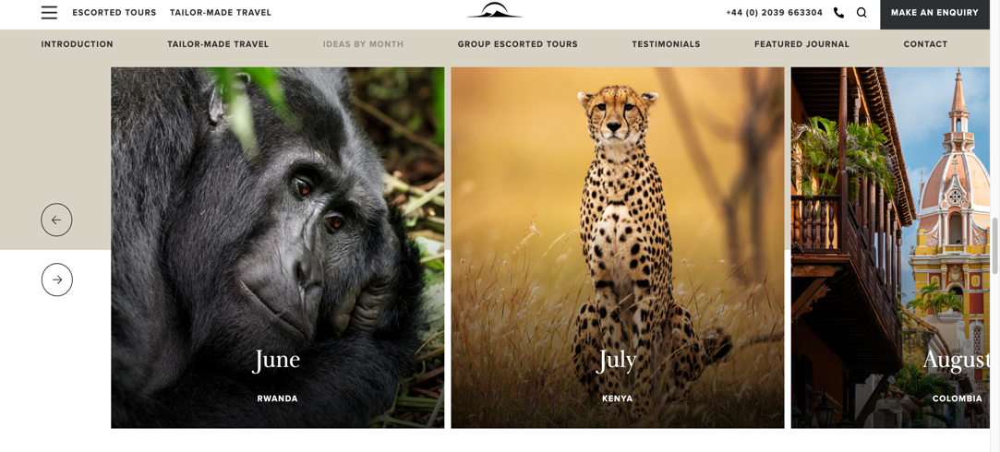 ESCORTED TOURS TAILOR-MADE TRAVEL +44 (0) 2039 663304 MAKE AN ENQUIRY
INTRODUCTION TAILOR-MADE TRAVEL IDEAS BY MONTH GROUP ESCORTED TOURS TESTIMONIALS FEATURED JOURNAL CONTACT
June
RWANDA
July
KENYA
August
COLOMBIA